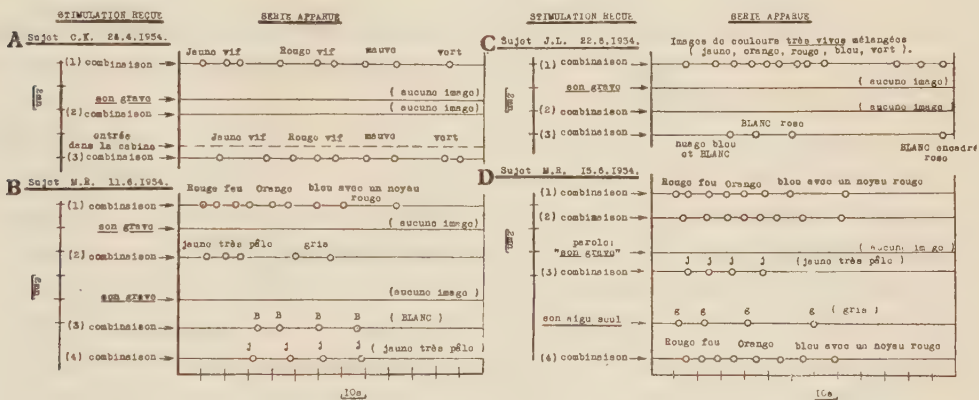 STIMULATION RECUE
SERIE APPARUE
A Sujet C.K. 28.4.1954.
Jaune vif Rouge vif mauve vert
(1) combinaison
son grave
(aucune image)
(2) combinaison
(aucune image)
2mn.
entrée
dans la cabine
Jaune vif Rouge vif mauve vert
(3) combinaison
B Sujet M.R. 11.6.1954.
Rouge feu Orange bleu avec un noyau
rouge
(1) combinaison
son grave
(aucune image)
jaune très pâle gris
(2) combinaison
2mn.
son grave
(aucune image)
B B B B (BLANC)
(3) combinaison
j j j j (jaune très pâle)
(4) combinaison
10s.
STIMULATION RECUE
SERIE APPARUE
C Sujet J.L. 22.6.1954.
Images de couleurs très vives mélangées
(jaune, orange, rouge, bleu, vert).
(1) combinaison
son grave
(aucune image)
2mn.
(2) combinaison
(aucune image)
BLANC rose
(3) combinaison
nuage bleu
et BLANC
BLANC encadré
rose
D Sujet M.R. 15.6.1954.
Rouge feu Orange bleu avec un noyau rouge
(1) combinaison
(2) combinaison
2mn.
parole:
"son grave"
(aucune image)
j j j j (jaune très pâle)
(3) combinaison
g g g g (gris)
son aigu seul
Rouge feu Orange bleu avec un noyau rouge
(4) combinaison
10s